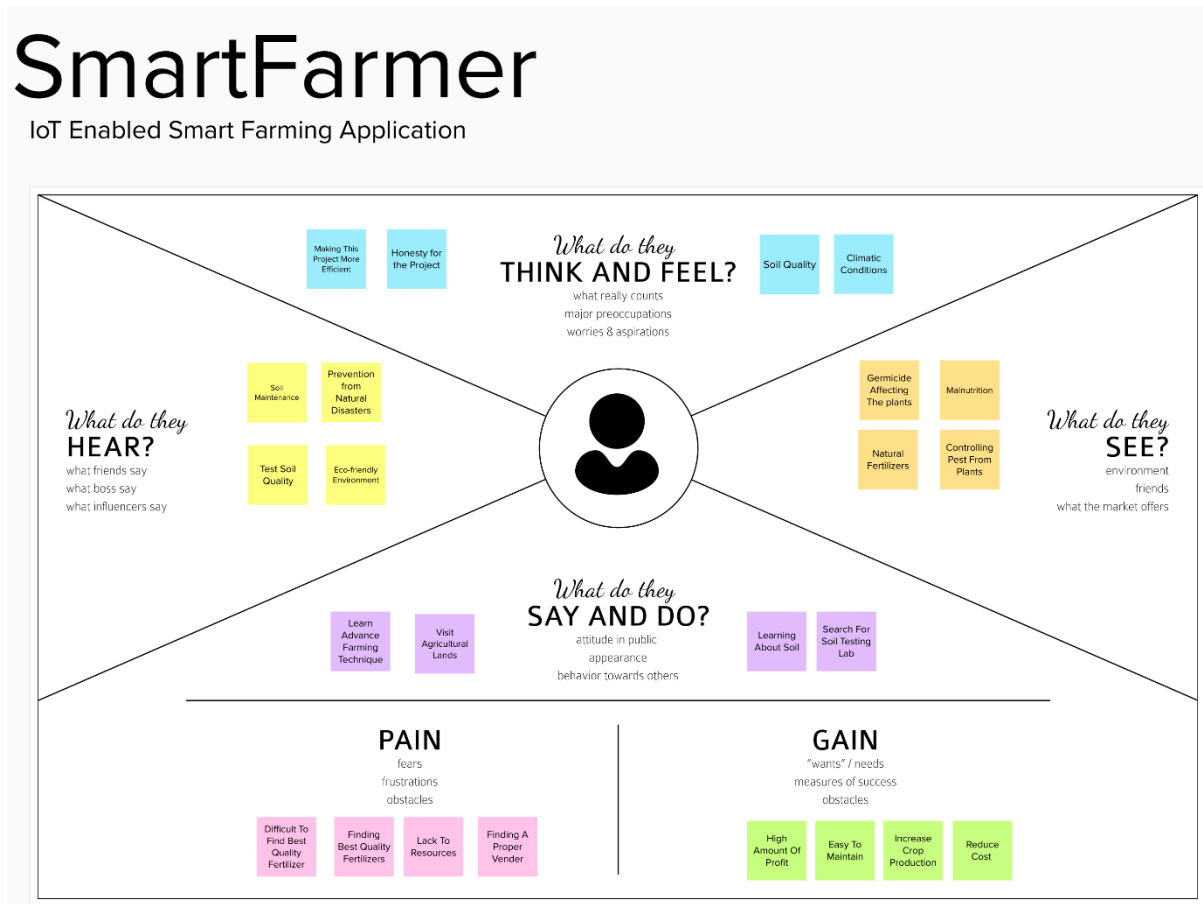 SmartFarmer
IoT Enabled Smart Farming Application
Making This
Project More
Efficient
Honesty for
the Project
What do they
THINK AND FEEL?
what really counts
major preoccupations
worries & aspirations
Soil Quality
Climatic
Conditions
What do they
HEAR?
what friends say
what boss say
what influencers say
Soil
Maintenance
Prevention
from
Natural
Disasters
Test Soil
Quality
Eco-friendly
Environment
Germicide
Affecting
The plants
Malnutrition
Natural
Fertilizers
Controlling
Pest From
Plants
What do they
SEE?
environment
friends
what the market offers
What do they
SAY AND DO?
attitude in public
appearance
behavior towards others
Learn
Advance
Farming
Technique
Visit
Agricultural
Lands
Learning
About Soil
Search For
Soil Testing
Lab
PAIN
fears
frustrations
obstacles
Difficult To
Find Best
Quality
Fertilizer
Finding
Best Quality
Fertilizers
Lack To
Resources
Finding A
Proper
Vender
GAIN
"wants" / needs
measures of success
obstacles
High
Amount Of
Profit
Easy To
Maintain
Increase
Crop
Production
Reduce
Cost